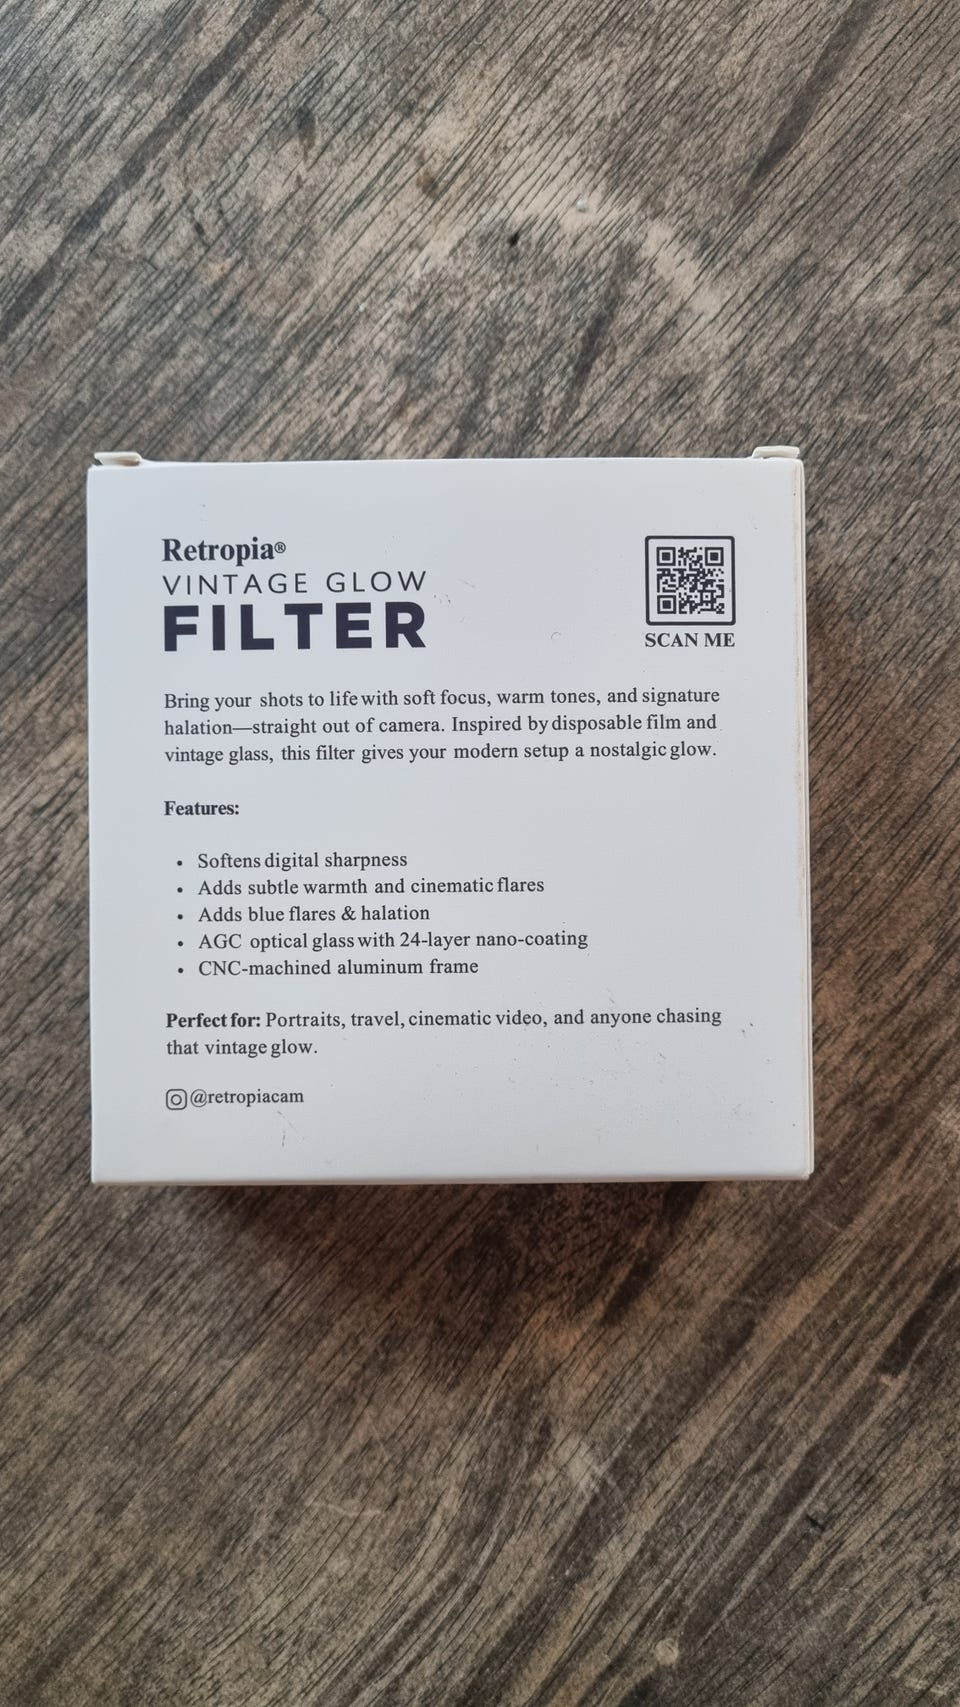 Retropia®
VINTAGE GLOW
FILTER
SCAN ME
Bring your shots to life with soft focus, warm tones, and signature
halation—straight out of camera. Inspired by disposable film and
vintage glass, this filter gives your modern setup a nostalgic glow.
Features:
• Softens digital sharpness
• Adds subtle warmth and cinematic flares
• Adds blue flares & halation
• AGC optical glass with 24-layer nano-coating
• CNC-machined aluminum frame
Perfect for: Portraits, travel, cinematic video, and anyone chasing
that vintage glow.
@retropiacam